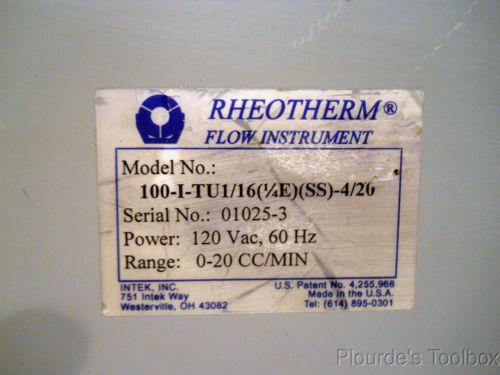 RHEOTHERM®
FLOW INSTRUMENT
Model No.:
100-I-TU1/16(¼E)(SS)-4/20
Serial No.: 01025-3
Power: 120 Vac, 60 Hz
Range: 0-20 CC/MIN
INTEK, INC.
751 Intek Way
Westerville, OH 43082
U.S. Patent No. 4,255,968
Made in the U.S.A.
Tel: (614) 895-0301
Plourde's Toolbox